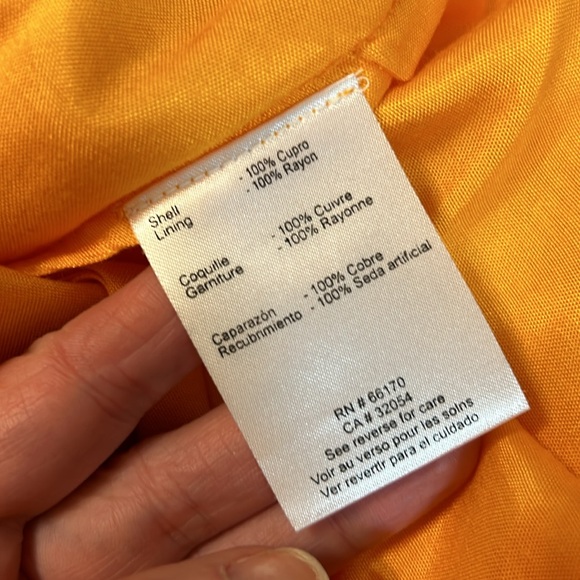 Shell - 100% Cupro
Lining - 100% Rayon
Coquilie - 100% Cuivre
Garniture - 100% Rayonne
Caparazón - 100% Cobre
Recubrimiento - 100% Seda artificial
RN # 66170
CA # 32054
See reverse for care
Voir au verso pour les soins
Ver revertir para el cuidado